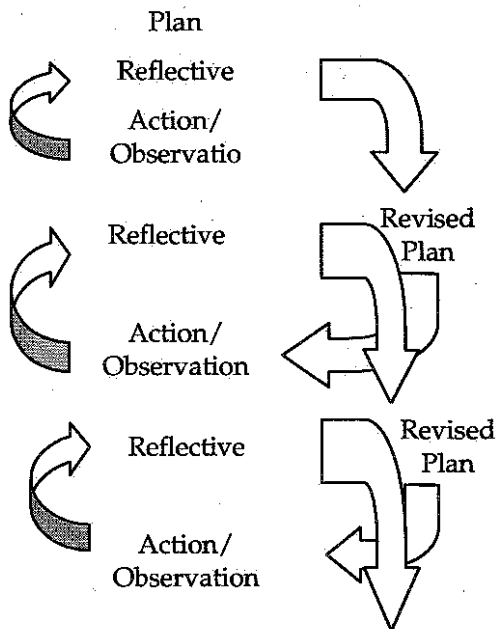 Plan
Reflective
Action/
Observatio
Reflective
Revised
Plan
Action/
Observation
Reflective
Revised
Plan
Action/
Observation